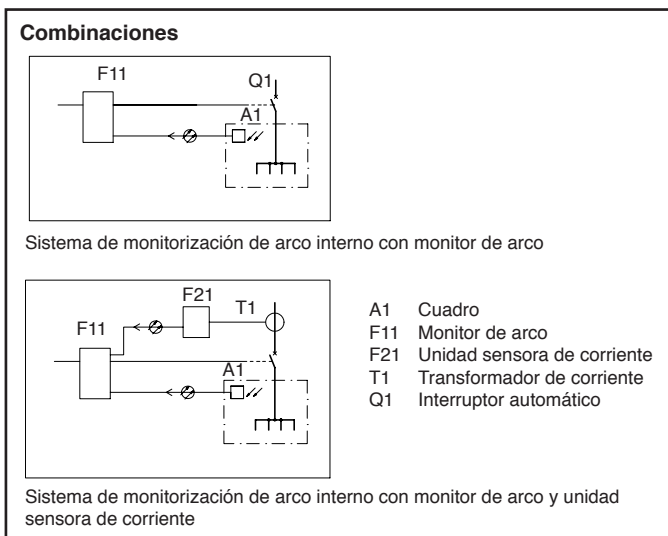 Combinaciones
F11
Q1
A1
Sistema de monitorización de arco interno con monitor de arco
F21
T1
F11
A1
A1 Cuadro
F11 Monitor de arco
F21 Unidad sensora de corriente
T1 Transformador de corriente
Q1 Interruptor automático
Sistema de monitorización de arco interno con monitor de arco y unidad
sensora de corriente